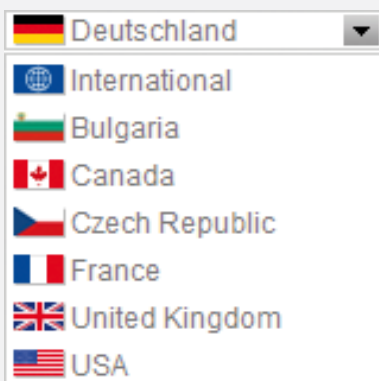 Deutschland
International
Bulgaria
Canada
Czech Republic
France
United Kingdom
USA